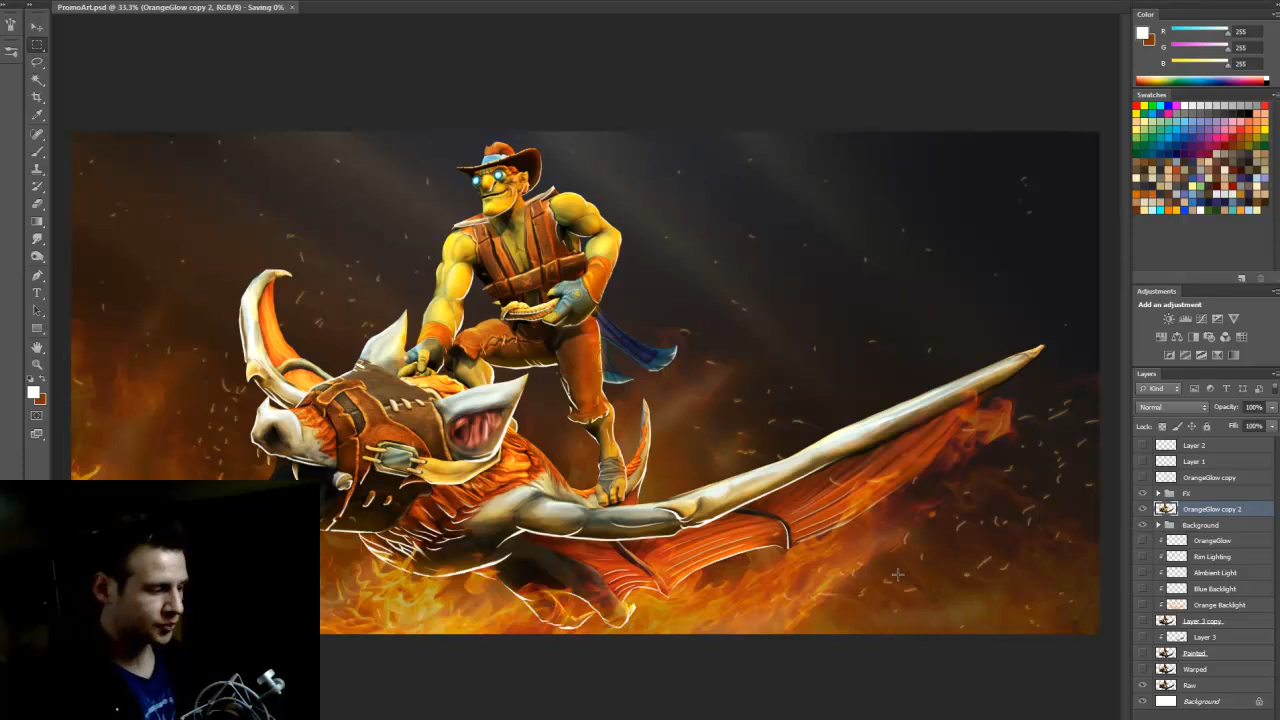 PromoArt.psd @ 33.3% (OrangeGlow copy 2, RGB/8) - Saving 0% ×
Color
R 255
G 255
B 255
Swatches
Adjustments
Add an adjustment
Layers
Kind
Normal Opacity: 100%
Lock: Fill: 100%
Layer 2
Layer 1
OrangeGlow copy
FX
OrangeGlow copy 2
Background
OrangeGlow
Rim Lighting
Ambient Light
Blue Backlight
Orange Backlight
Layer 3 copy
Layer 3
Painted
Warped
Raw
Background